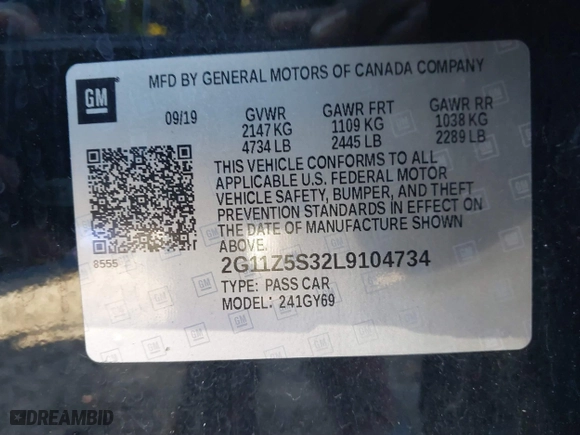 MFD BY GENERAL MOTORS OF CANADA COMPANY
GM
09/19 GVWR GAWR FRT GAWR RR
2147 KG 1109 KG 1038 KG
4734 LB 2445 LB 2289 LB
THIS VEHICLE CONFORMS TO ALL
APPLICABLE U.S. FEDERAL MOTOR
VEHICLE SAFETY, BUMPER, AND THEFT
PREVENTION STANDARDS IN EFFECT ON
THE DATE OF MANUFACTURE SHOWN
ABOVE.
8555
2G11Z5S32L9104734
TYPE: PASS CAR
MODEL: 241GY69
DREAMBID